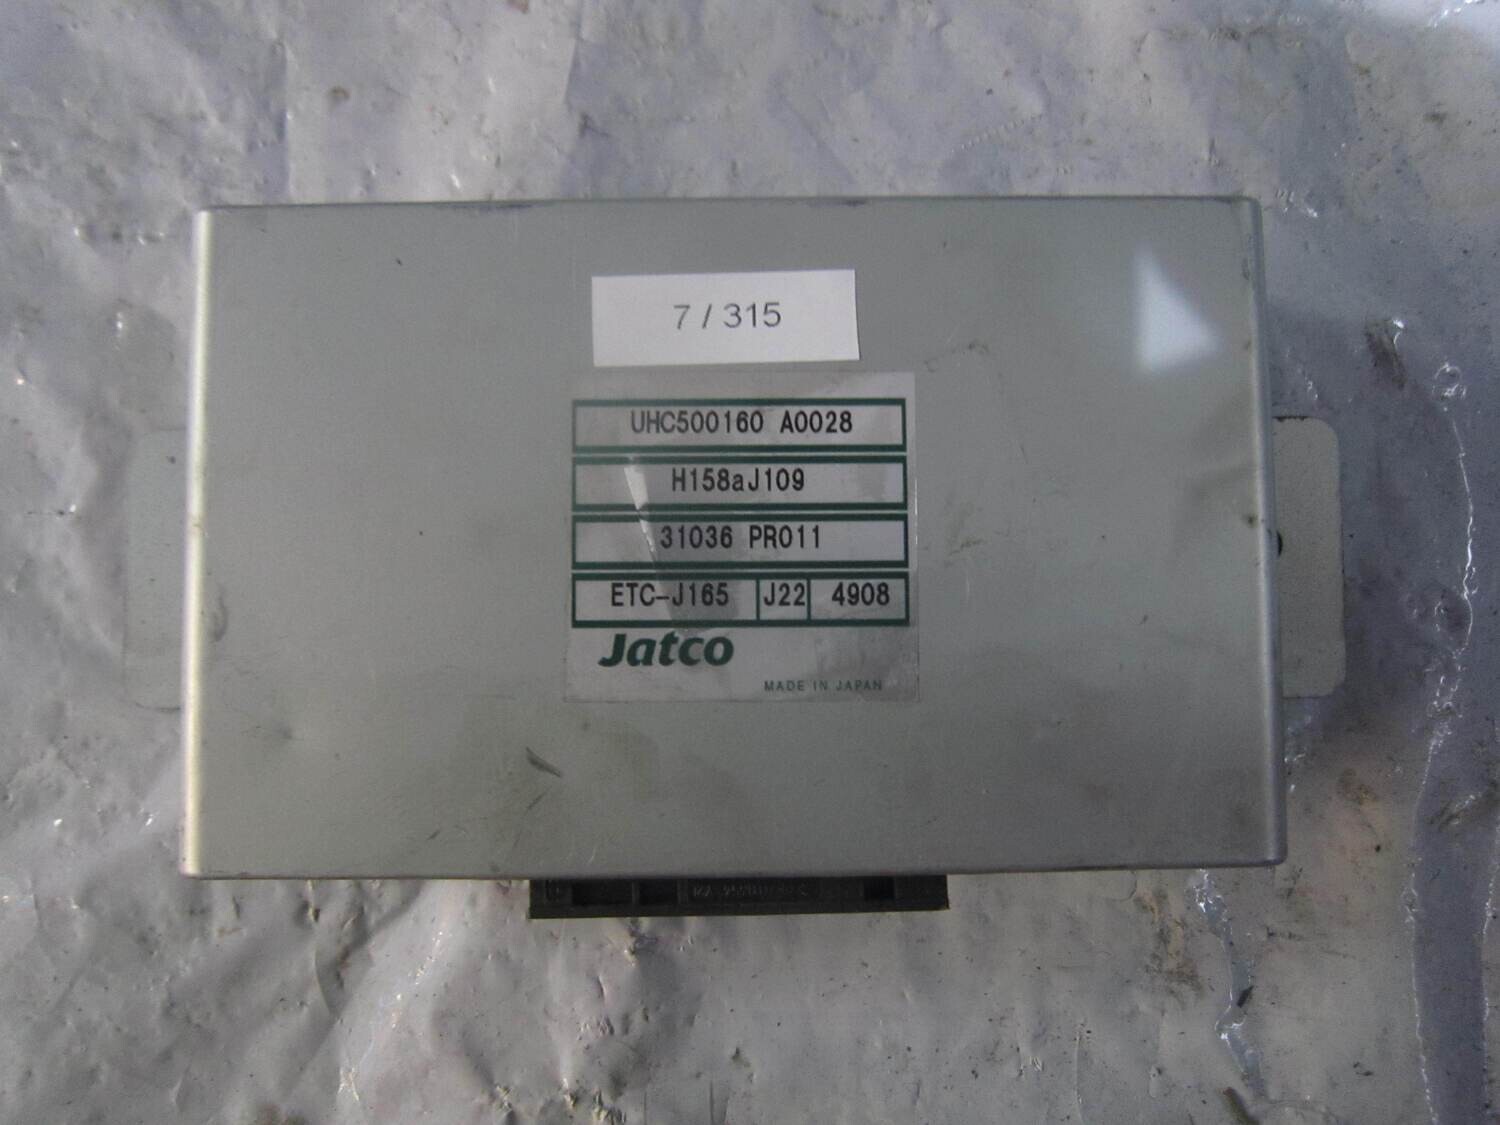 7 / 315
UHC500160 A0028
H158aJ109
31036 PR011
ETC-J165 J22 4908
Jatco
MADE IN JAPAN